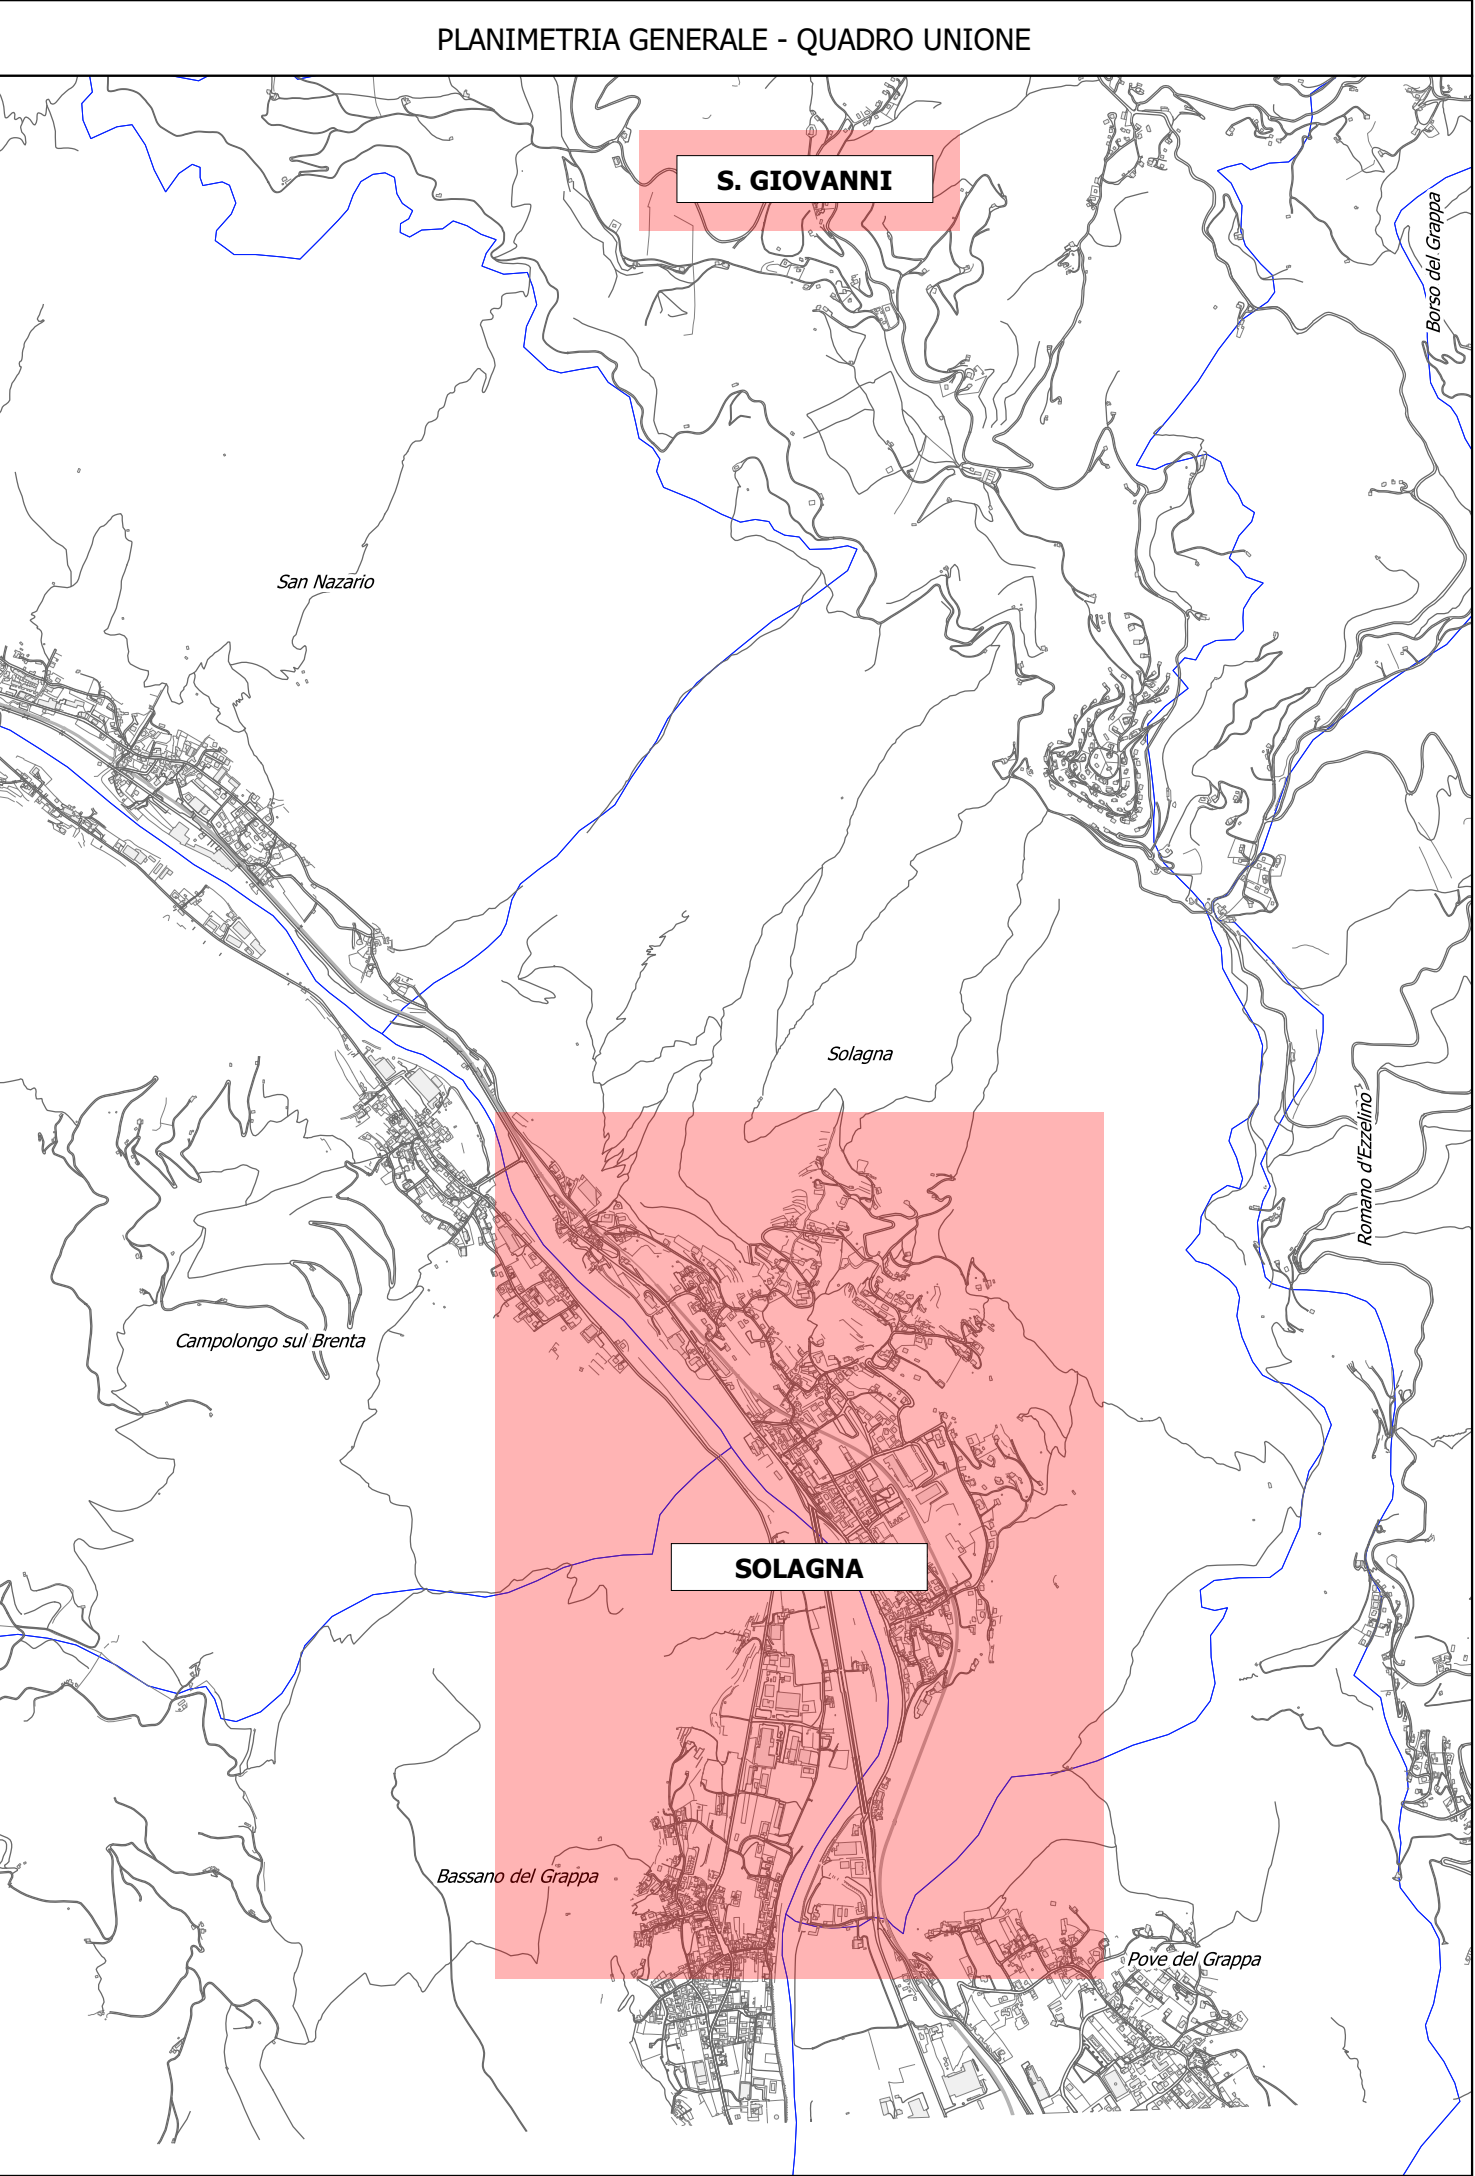 PLANIMETRIA GENERALE - QUADRO UNIONE
S. GIOVANNI
Borso del Grappa
San Nazario
Solagna
Romano d'Ezzelino
Campolongo sul Brenta
SOLAGNA
Bassano del Grappa
Pove del Grappa